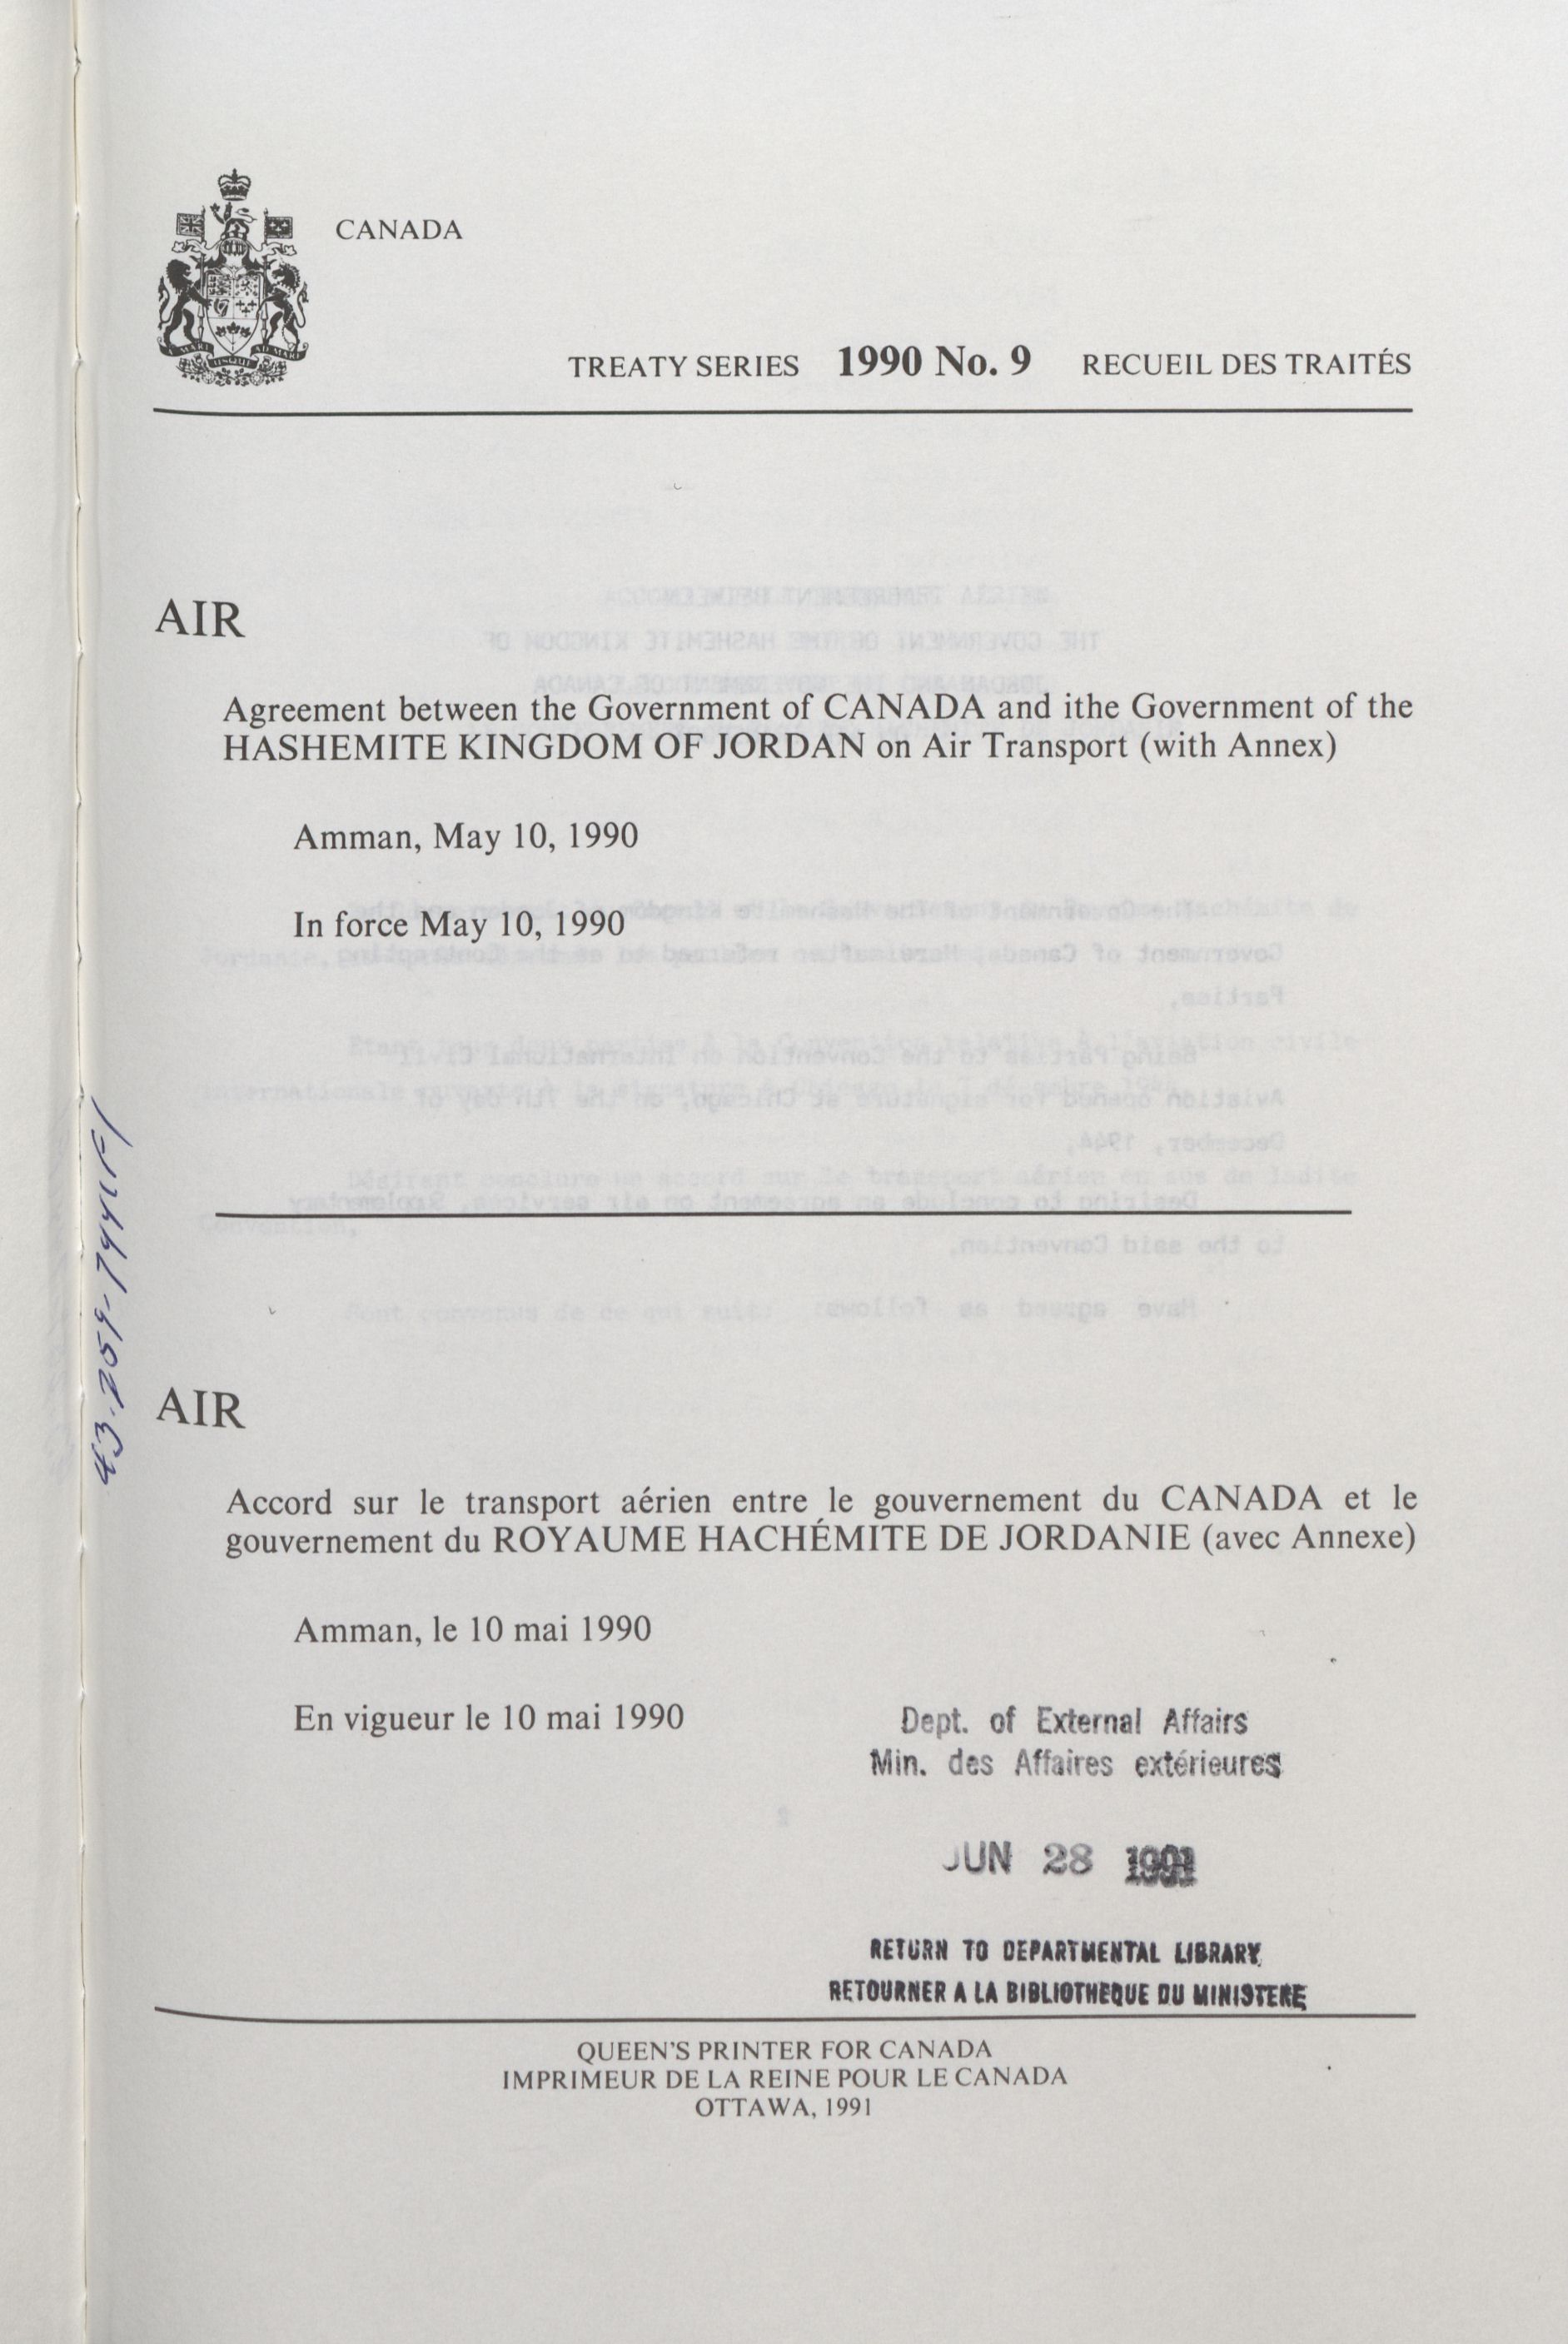 CANADA
TREATY SERIES 1990 No. 9 RECUEIL DES TRAITÉS
AIR
Agreement between the Government of CANADA and ithe Government of the
HASHEMITE KINGDOM OF JORDAN on Air Transport (with Annex)
Amman, May 10, 1990
In force May 10, 1990
AIR
Accord sur le transport aérien entre le gouvernement du CANADA et le
gouvernement du ROYAUME HACHÉMITE DE JORDANIE (avec Annexe)
Amman, le 10 mai 1990
En vigueur le 10 mai 1990
Dept. of External Affairs
Min. des Affaires extérieures
JUN 28 1991
RETURN TO DEPARTMENTAL LIBRARY
RETOURNER A LA BIBLIOTHEQUE DU MINISTERE
QUEEN'S PRINTER FOR CANADA
IMPRIMEUR DE LA REINE POUR LE CANADA
OTTAWA, 1991